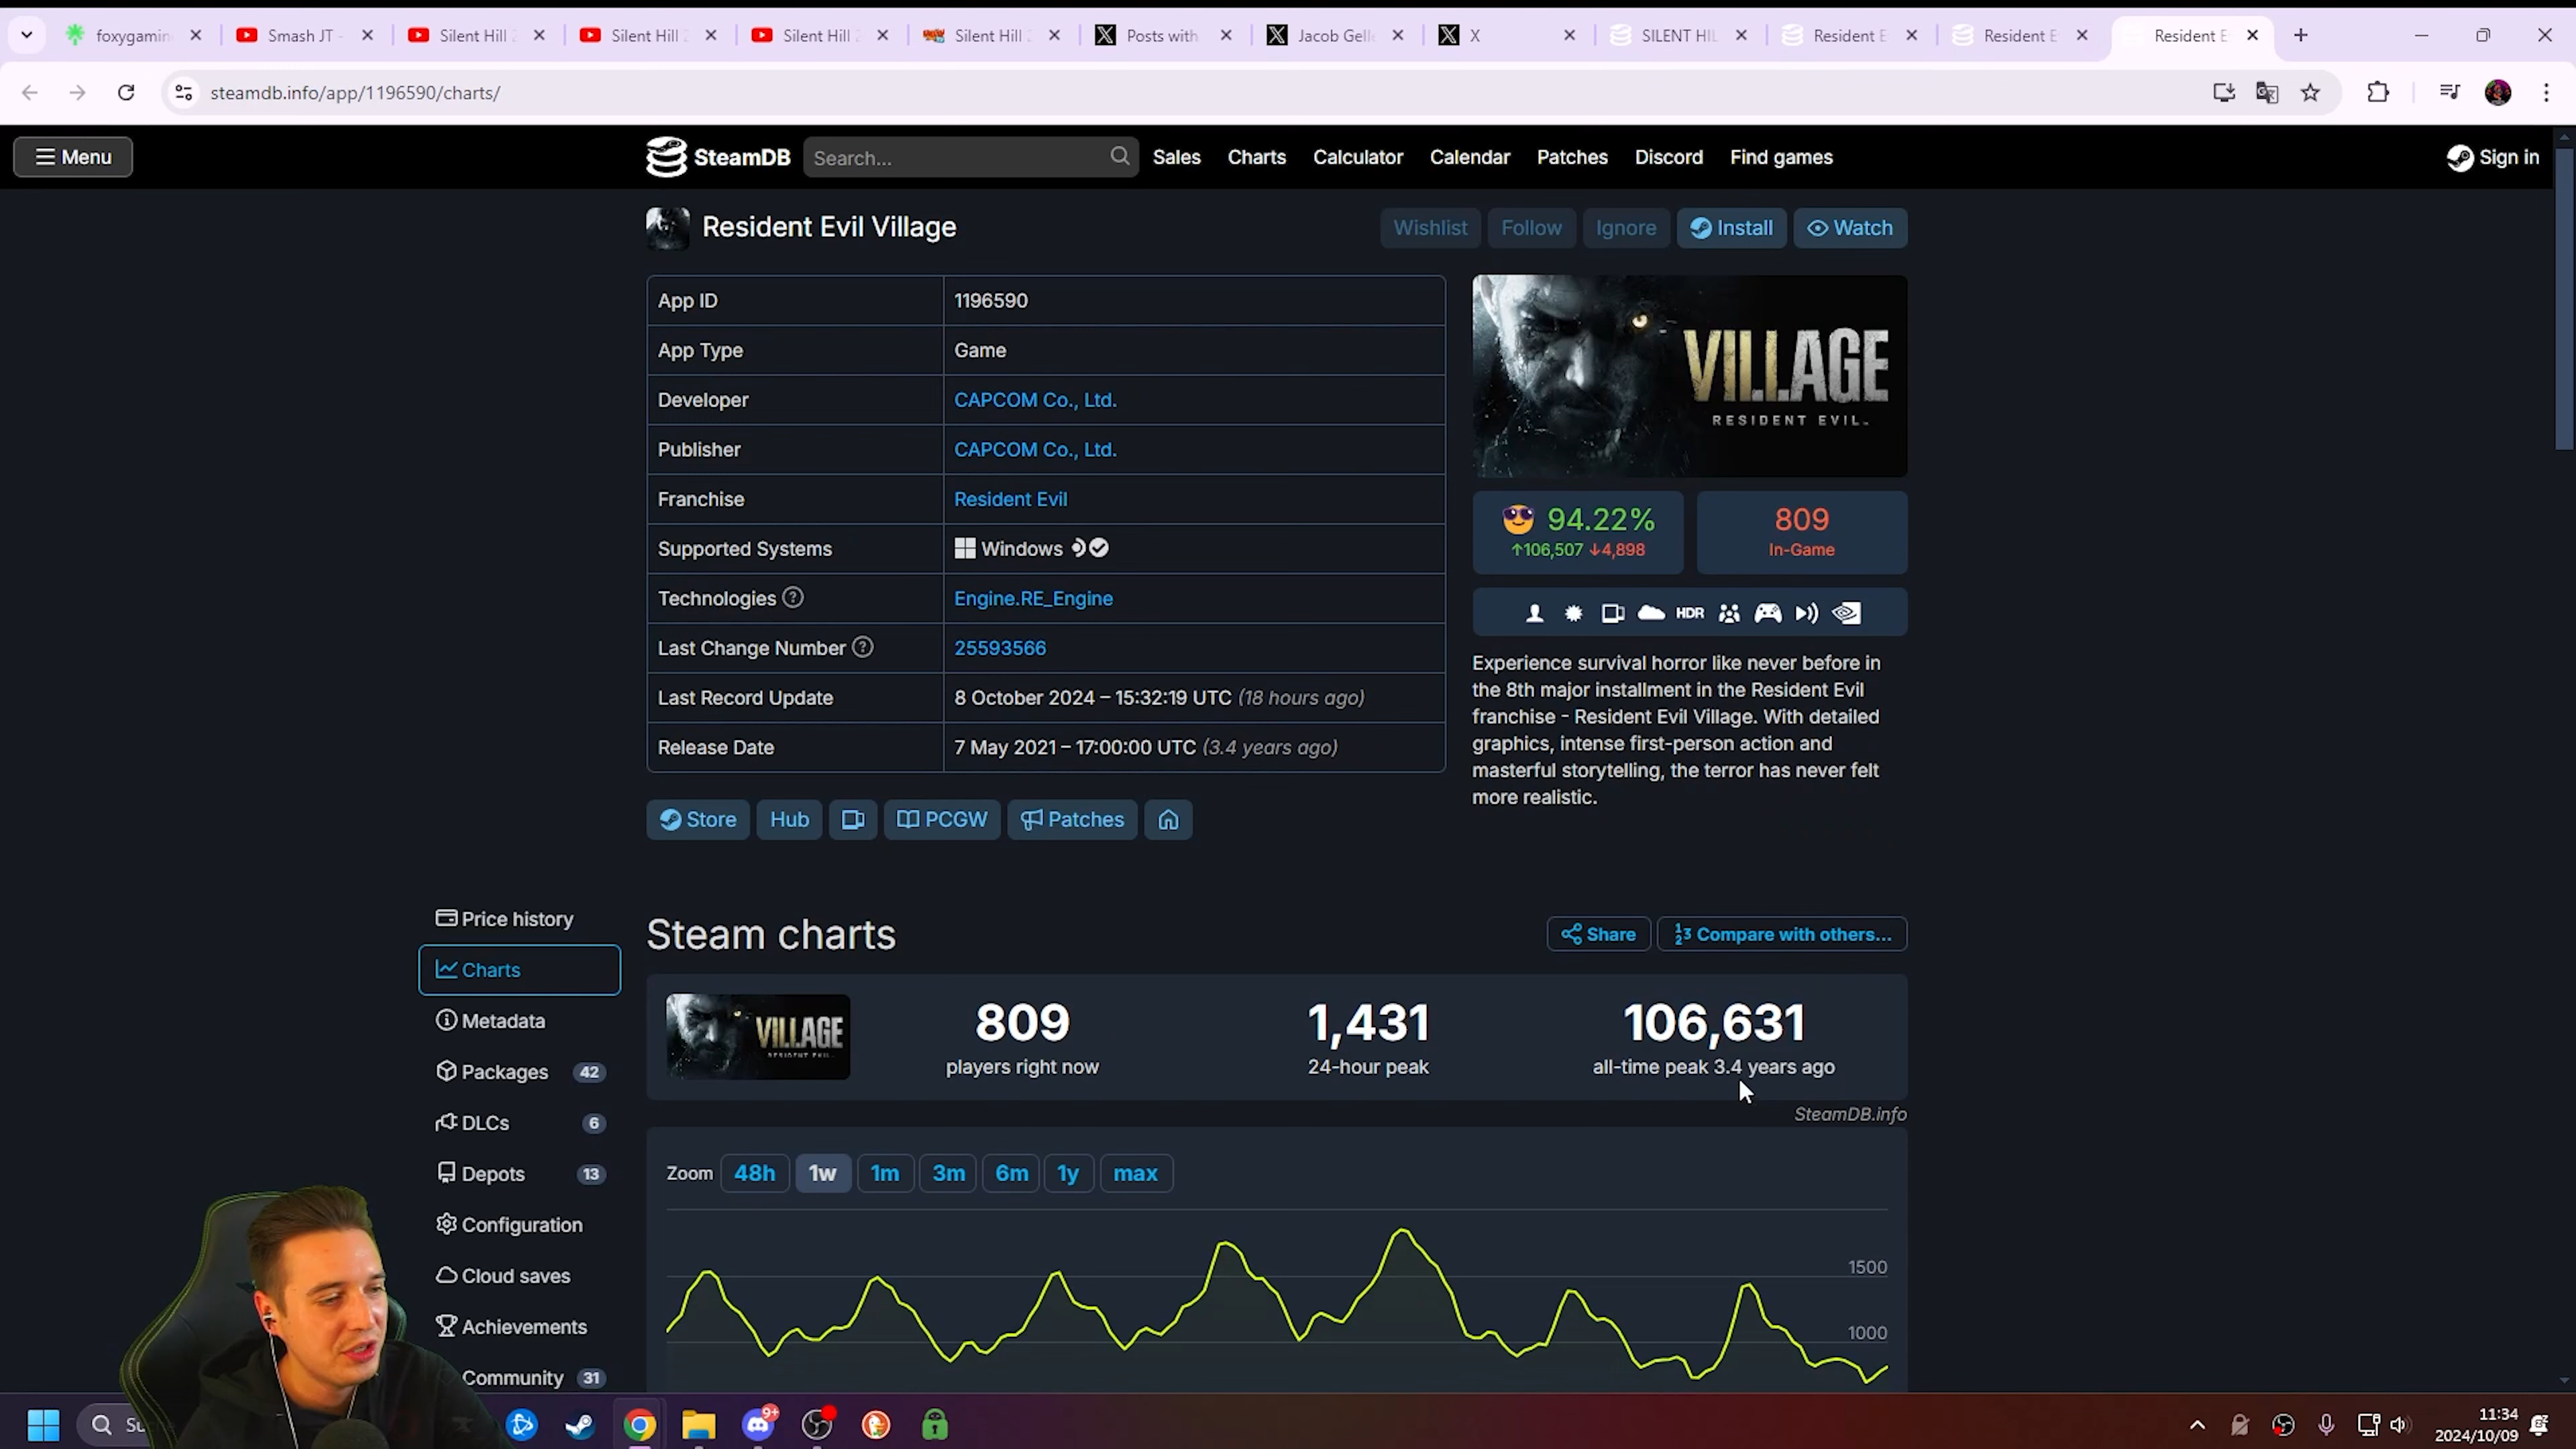 foxygamin
Smash JT -
Silent Hill 2
Silent Hill 2
Silent Hill 2
Silent Hill 2
Posts with
Jacob Gelle
X
SILENT HIL
Resident E
Resident E
Resident E
steamdb.info/app/1196590/charts/
Menu
SteamDB
Search...
Sales
Charts
Calculator
Calendar
Patches
Discord
Find games
Sign in
Resident Evil Village
Wishlist
Follow
Ignore
Install
Watch
App ID 1196590
App Type Game
Developer CAPCOM Co., Ltd.
Publisher CAPCOM Co., Ltd.
Franchise Resident Evil
Supported Systems Windows
Technologies Engine.RE_Engine
Last Change Number 25593566
Last Record Update 8 October 2024 – 15:32:19 UTC (18 hours ago)
Release Date 7 May 2021 – 17:00:00 UTC (3.4 years ago)
VILLAGE
RESIDENT EVIL™
94.22%
↑106,507 ↓4,898
809
In-Game
HDR
Experience survival horror like never before in
the 8th major installment in the Resident Evil
franchise - Resident Evil Village. With detailed
graphics, intense first-person action and
masterful storytelling, the terror has never felt
more realistic.
Store
Hub
PCGW
Patches
Price history
Charts
Metadata
Packages 42
DLCs 6
Depots 13
Configuration
Cloud saves
Achievements
Community 31
Steam charts
Share
Compare with others...
VILLAGE
RESIDENT EVIL
809
players right now
1,431
24-hour peak
106,631
all-time peak 3.4 years ago
SteamDB.info
Zoom 48h 1w 1m 3m 6m 1y max
1500
1000
9+
11:34
2024/10/09